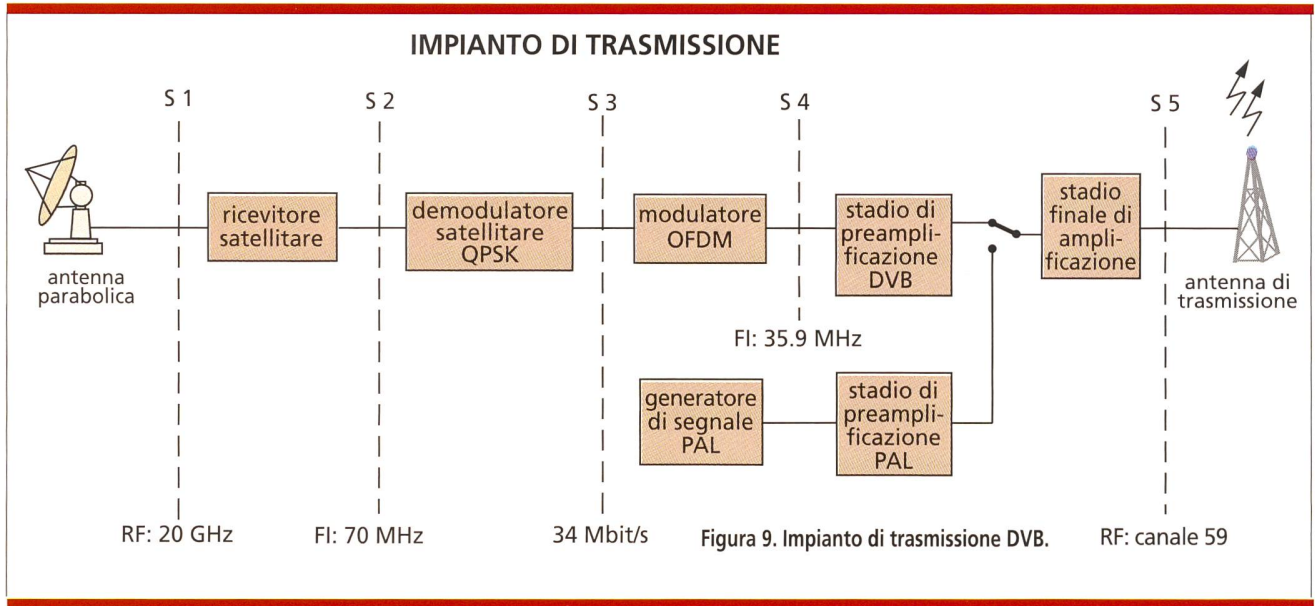 IMPIANTO DI TRASMISSIONE
S 1
S 2
S 3
S 4
S 5
antenna
parabolica
ricevitore
satellitare
demodulatore
satellitare
QPSK
modulatore
OFDM
stadio di
preampli-
ficazione
DVB
stadio
finale di
ampli-
ficazione
antenna di
trasmissione
FI: 35.9 MHz
generatore
di segnale
PAL
stadio di
preampli-
ficazione
PAL
RF: 20 GHz
FI: 70 MHz
34 Mbit/s
Figura 9. Impianto di trasmissione DVB.
RF: canale 59